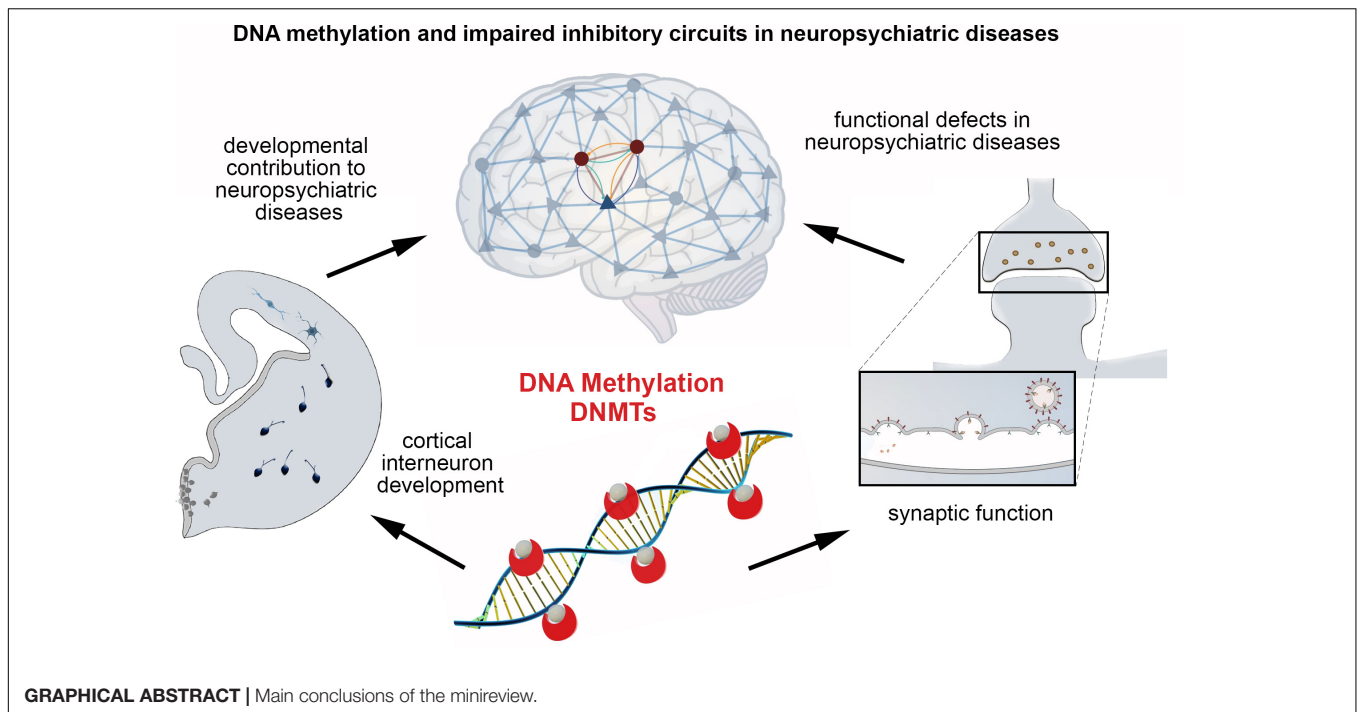 DNA methylation and impaired inhibitory circuits in neuropsychiatric diseases
developmental
contribution to
neuropsychiatric
diseases
functional defects in
neuropsychiatric diseases
DNA Methylation
DNMTs
cortical
interneuron
development
synaptic function
GRAPHICAL ABSTRACT | Main conclusions of the minireview.